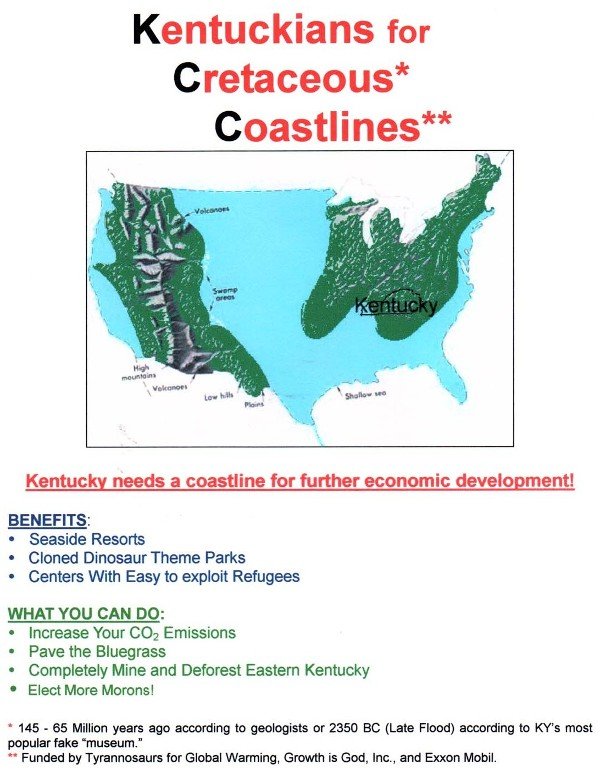 Kentuckians for
Cretaceous*
Coastlines**
Volcanoes
Swamp
areas
Kentucky
High
mountains
Volcanoes
Low hills
Plains
Shallow sea
Kentucky needs a coastline for further economic development!
BENEFITS:
• Seaside Resorts
• Cloned Dinosaur Theme Parks
• Centers With Easy to exploit Refugees
WHAT YOU CAN DO:
• Increase Your CO₂ Emissions
• Pave the Bluegrass
• Completely Mine and Deforest Eastern Kentucky
• Elect More Morons!
* 145 - 65 Million years ago according to geologists or 2350 BC (Late Flood) according to KY's most
popular fake “museum.”
** Funded by Tyrannosaurs for Global Warming, Growth is God, Inc., and Exxon Mobil.